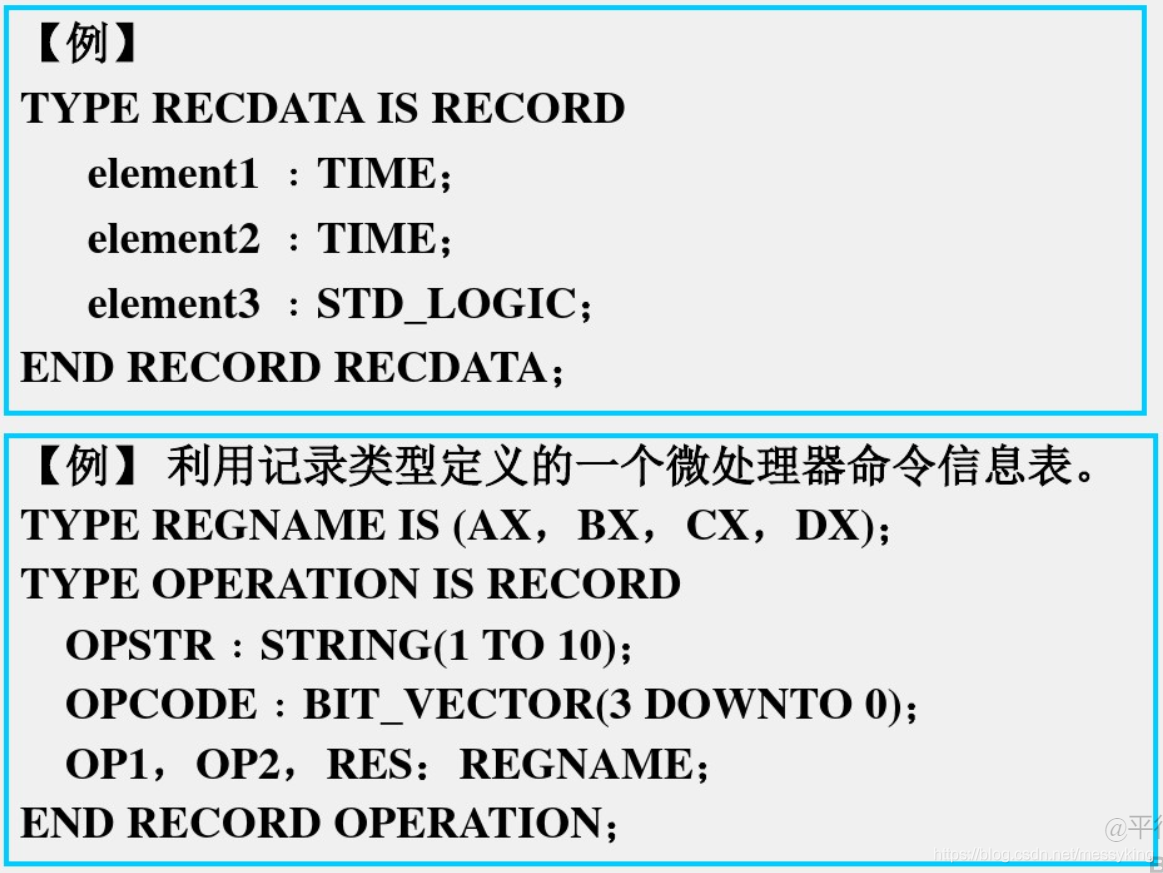 【例】
TYPE RECDATA IS RECORD
element1 : TIME;
element2 : TIME;
element3 : STD_LOGIC;
END RECORD RECDATA;
【例】 利用记录类型定义的一个微处理器命令信息表。
TYPE REGNAME IS (AX，BX，CX，DX);
TYPE OPERATION IS RECORD
OPSTR : STRING(1 TO 10);
OPCODE : BIT_VECTOR(3 DOWNTO 0);
OP1，OP2，RES：REGNAME;
END RECORD OPERATION;
@平
https://blog.csdn.net/messyking